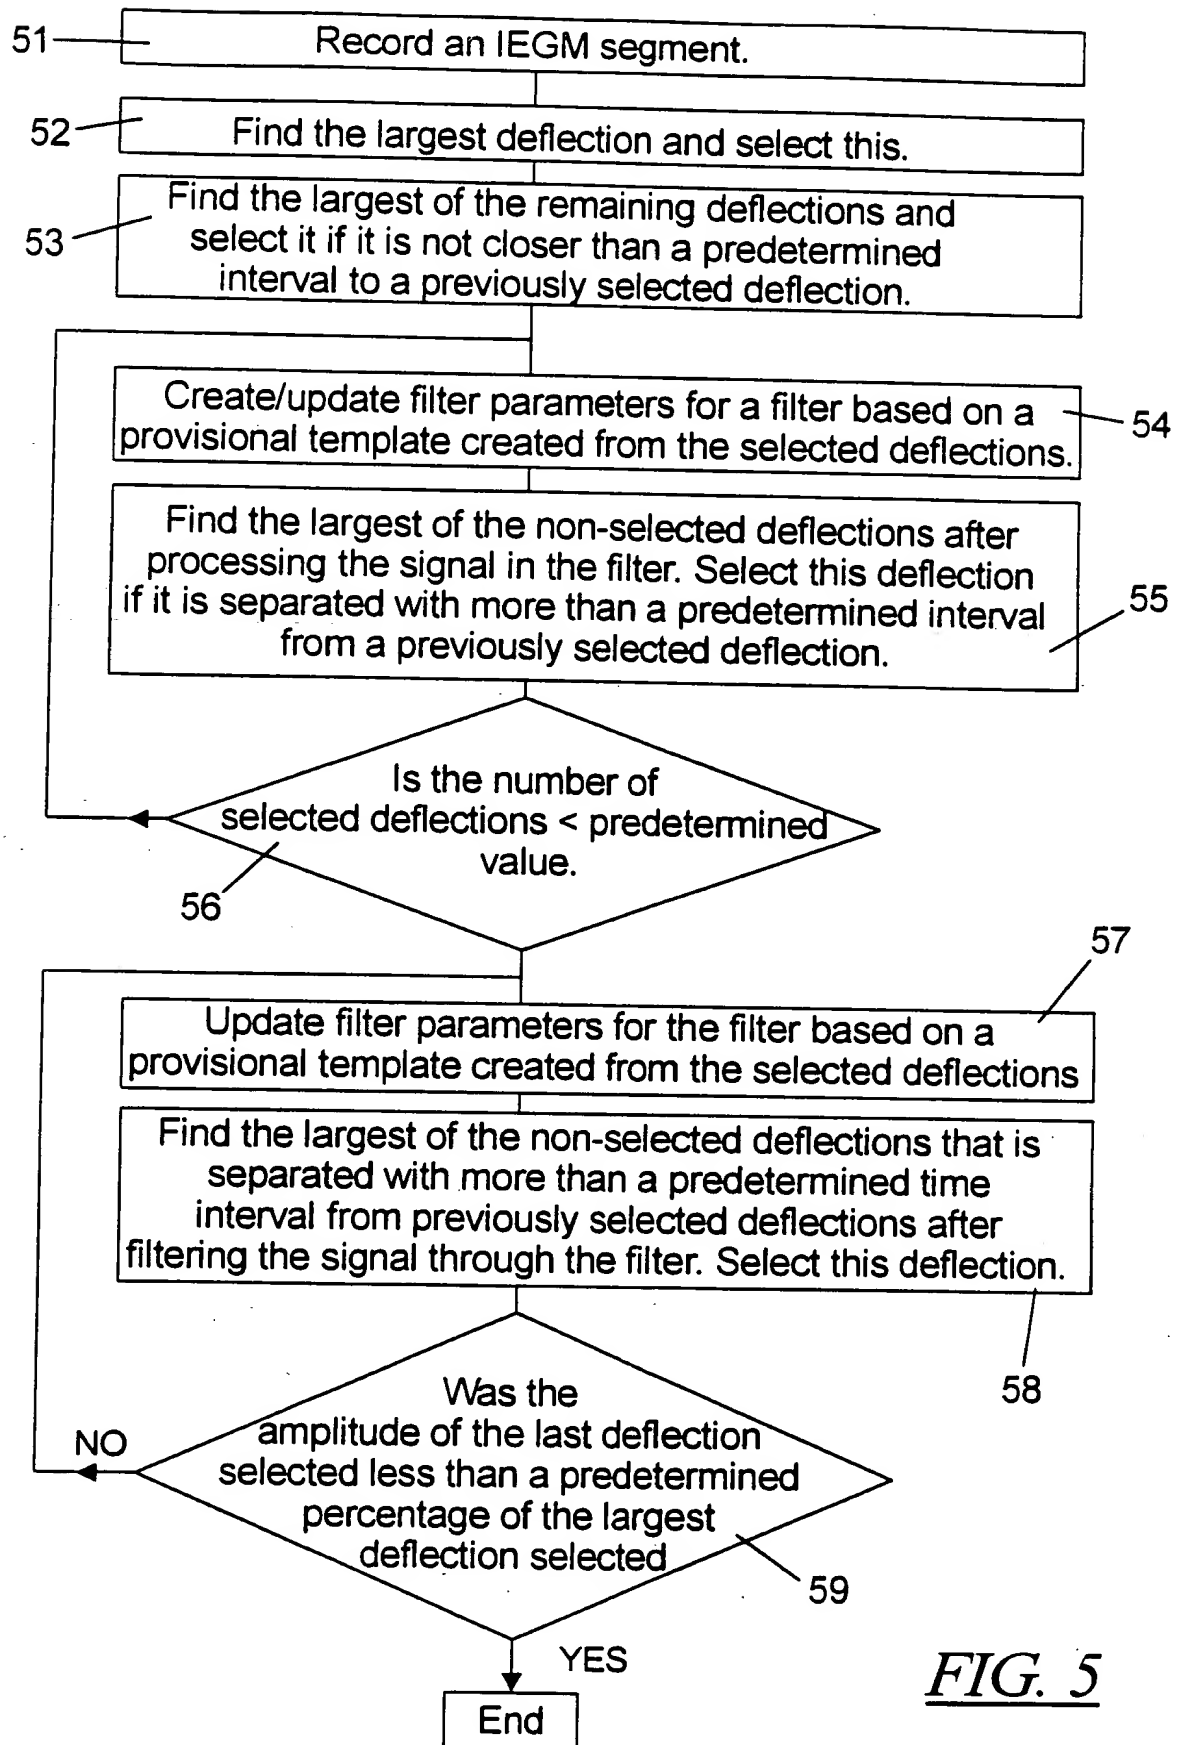 51
Record an IEGM segment.
52
Find the largest deflection and select this.
53
Find the largest of the remaining deflections and
select it if it is not closer than a predetermined
interval to a previously selected deflection.
Create/update filter parameters for a filter based on a
provisional template created from the selected deflections.
54
Find the largest of the non-selected deflections after
processing the signal in the filter. Select this deflection
if it is separated with more than a predetermined interval
from a previously selected deflection.
55
Is the number of
selected deflections < predetermined
value.
56
57
Update filter parameters for the filter based on a
provisional template created from the selected deflections
Find the largest of the non-selected deflections that is
separated with more than a predetermined time
interval from previously selected deflections after
filtering the signal through the filter. Select this deflection.
58
Was the
amplitude of the last deflection
selected less than a predetermined
percentage of the largest
deflection selected
NO
59
YES
End
FIG. 5